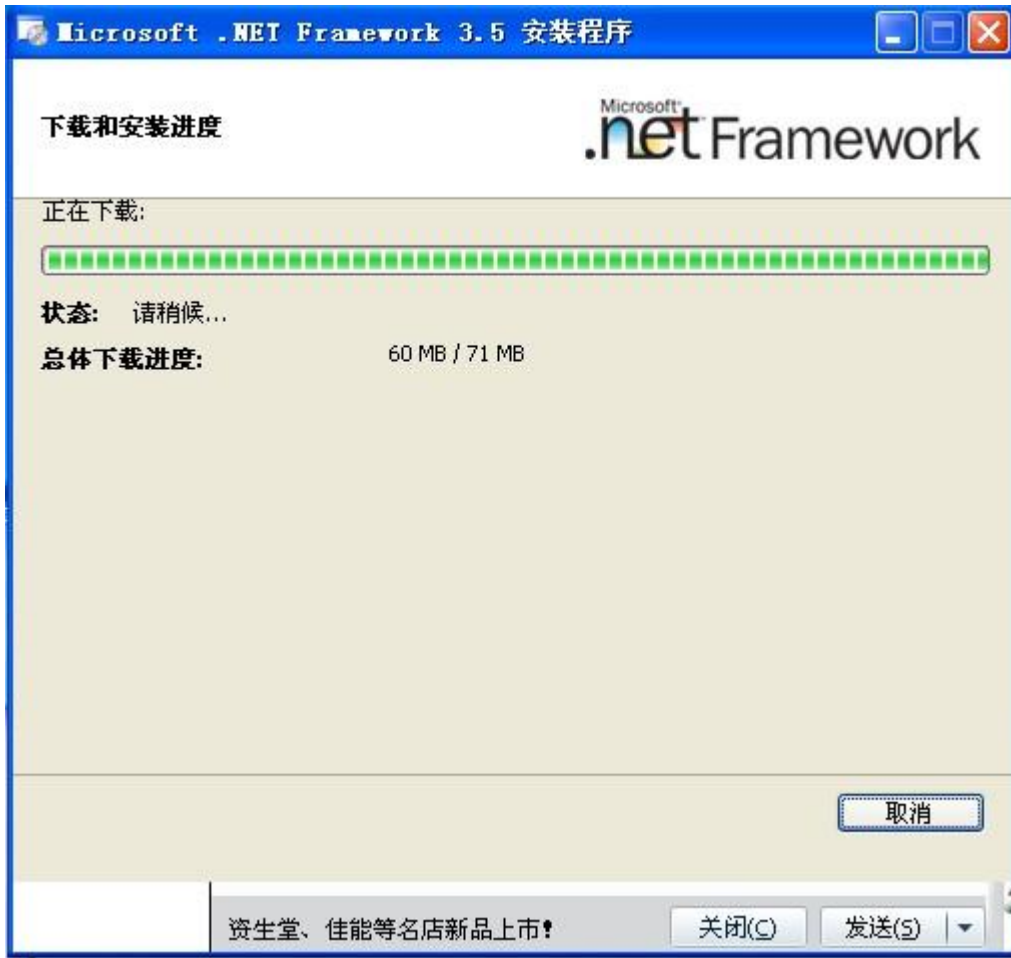 Microsoft .NET Framework 3.5 安装程序
下载和安装进度
Microsoft .net Framework
正在下载:
状态: 请稍候...
总体下载进度: 60 MB / 71 MB
取消
资生堂、佳能等名店新品上市! 关闭(C) 发送(S)